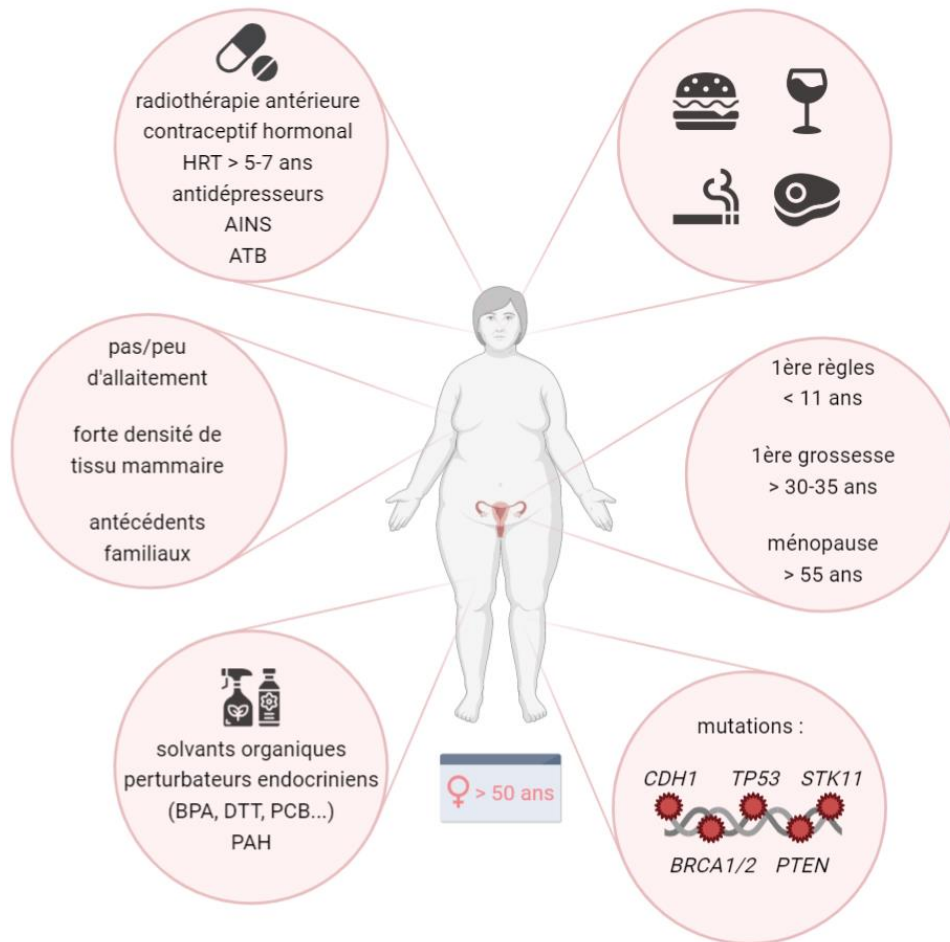 radiothérapie antérieure
contraceptif hormonal
HRT > 5-7 ans
antidépresseurs
AINS
ATB
pas/peu
d'allaitement
forte densité de
tissu mammaire
antécédents
familiaux
1ère règles
< 11 ans
1ère grossesse
> 30-35 ans
ménopause
> 55 ans
solvants organiques
perturbateurs endocriniens
(BPA, DTT, PCB...)
PAH
♀ > 50 ans
mutations :
CDH1 TP53 STK11
BRCA1/2 PTEN